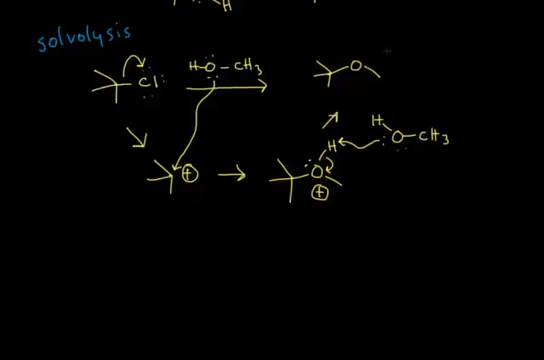 H
solvolysis
Cl: H-O-CH3 O
H
H :O-CH3
⊕ O
⊕